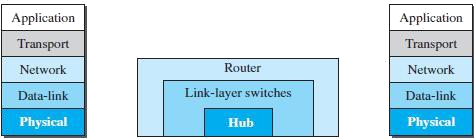 Application
Transport
Network
Data-link
Physical
Router
Link-layer switches
Hub
Application
Transport
Network
Data-link
Physical